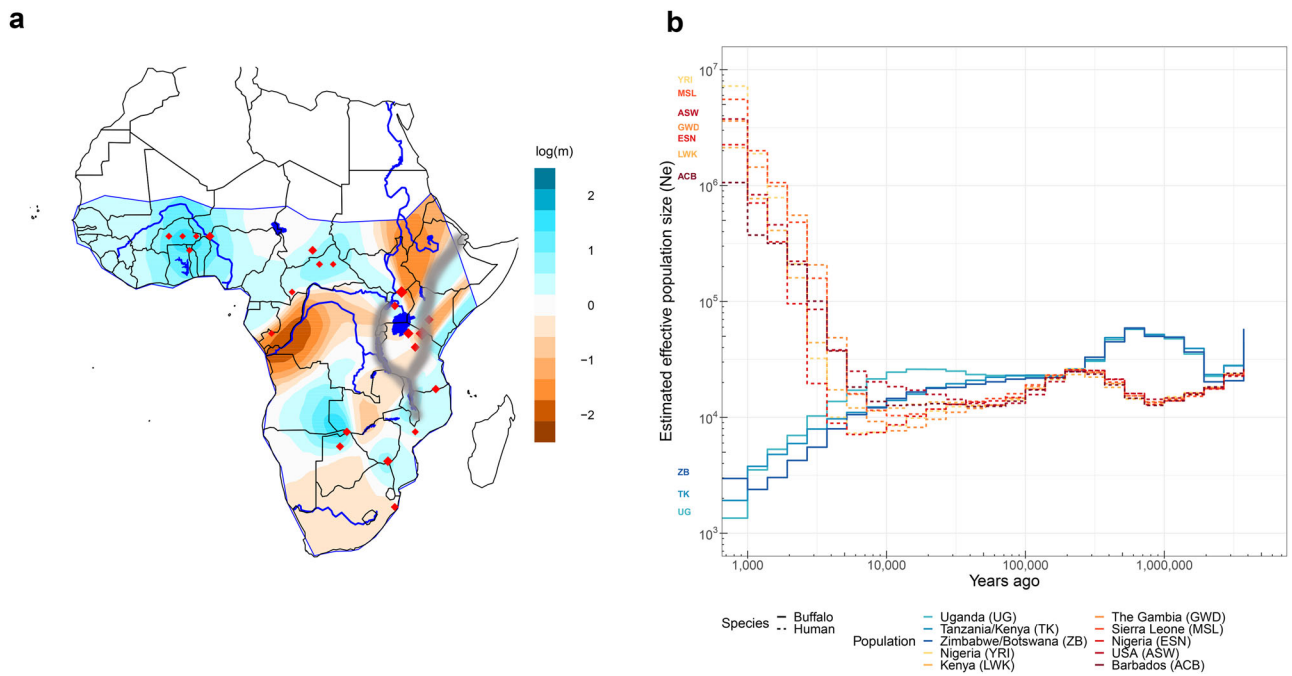 a
log(m)
2
1
0
−1
−2
b
Estimated effective population size (Ne)
10⁷
10⁶
10⁵
10⁴
10³
YRI
MSL
ASW
GWD
ESN
LWK
ACB
ZB
TK
UG
1,000
10,000
100,000
1,000,000
Years ago
Species
Buffalo
Human
Population
Uganda (UG)
Tanzania/Kenya (TK)
Zimbabwe/Botswana (ZB)
Nigeria (YRI)
Kenya (LWK)
The Gambia (GWD)
Sierra Leone (MSL)
Nigeria (ESN)
USA (ASW)
Barbados (ACB)